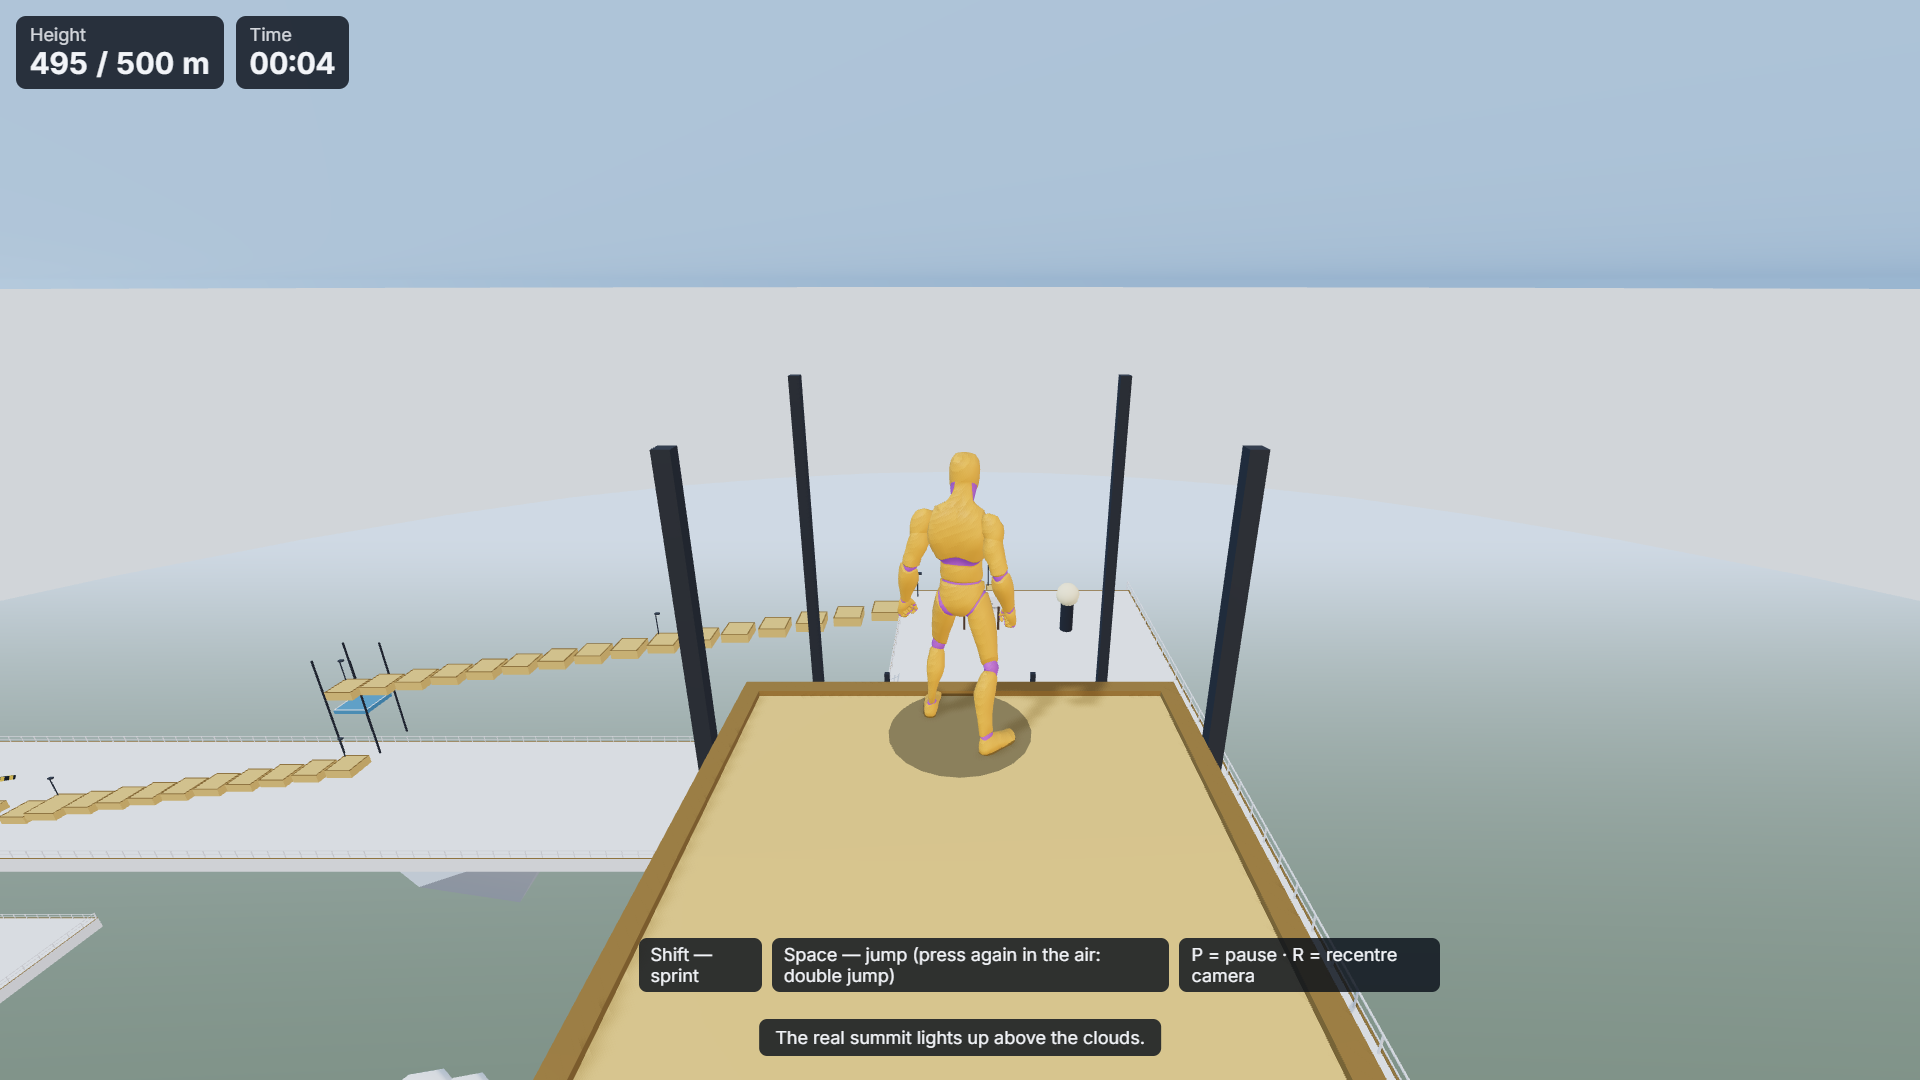 Height
495 / 500 m
Time
00:04
Shift —
sprint
Space — jump (press again in the air:
double jump)
P = pause · R = recentre
camera
The real summit lights up above the clouds.